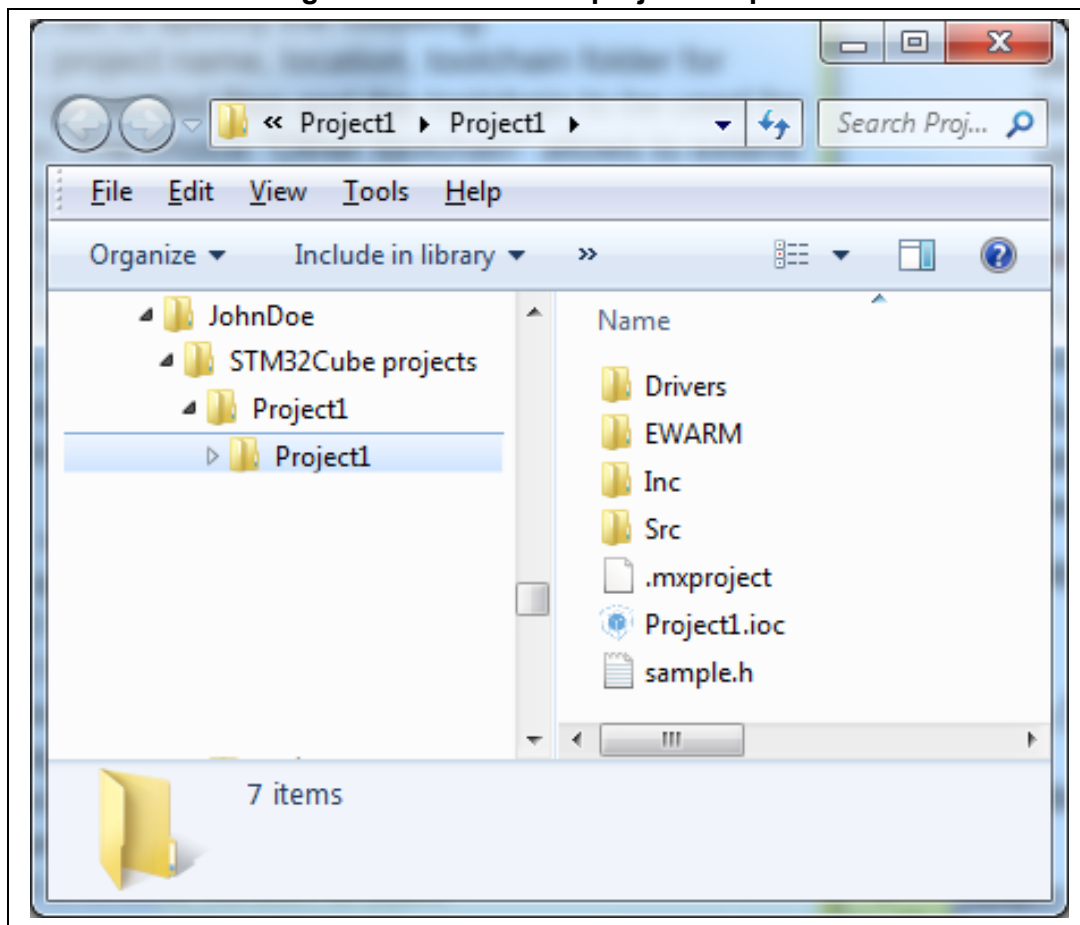 « Project1 ▸ Project1 ▸ Search Proj...
File Edit View Tools Help
Organize Include in library »
JohnDoe
STM32Cube projects
Project1
Project1
Name
Drivers
EWARM
Inc
Src
.mxproject
Project1.ioc
sample.h
7 items